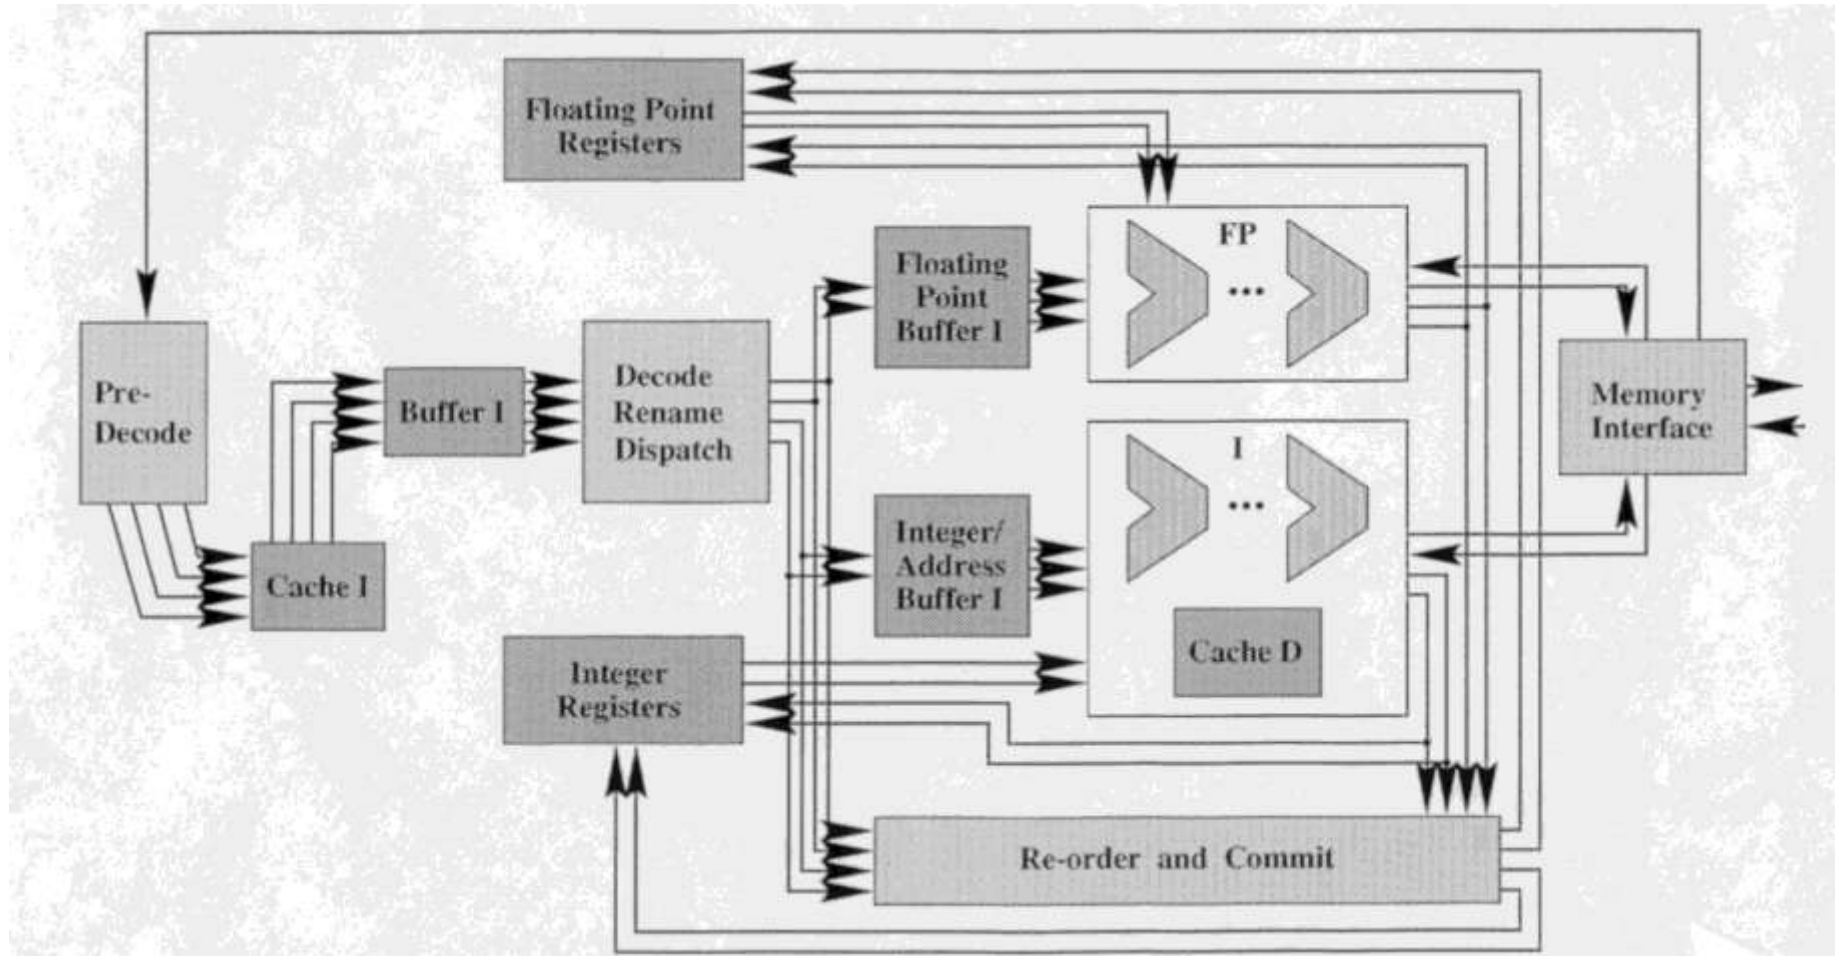 Floating Point
Registers
FP
Floating
Point
Buffer I
Pre-
Decode
Buffer I
Decode
Rename
Dispatch
Memory
Interface
I
Integer/
Address
Buffer I
Cache I
Cache D
Integer
Registers
Re-order and Commit